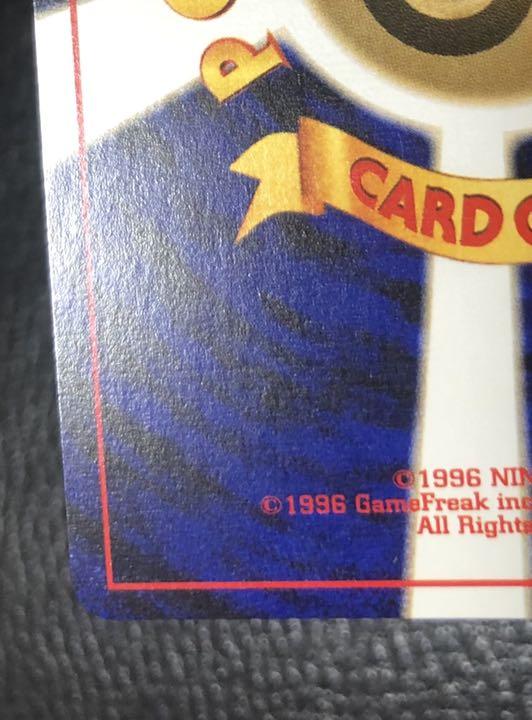 CARD
©1996 NIN
©1996 GameFreak inc
All Rights